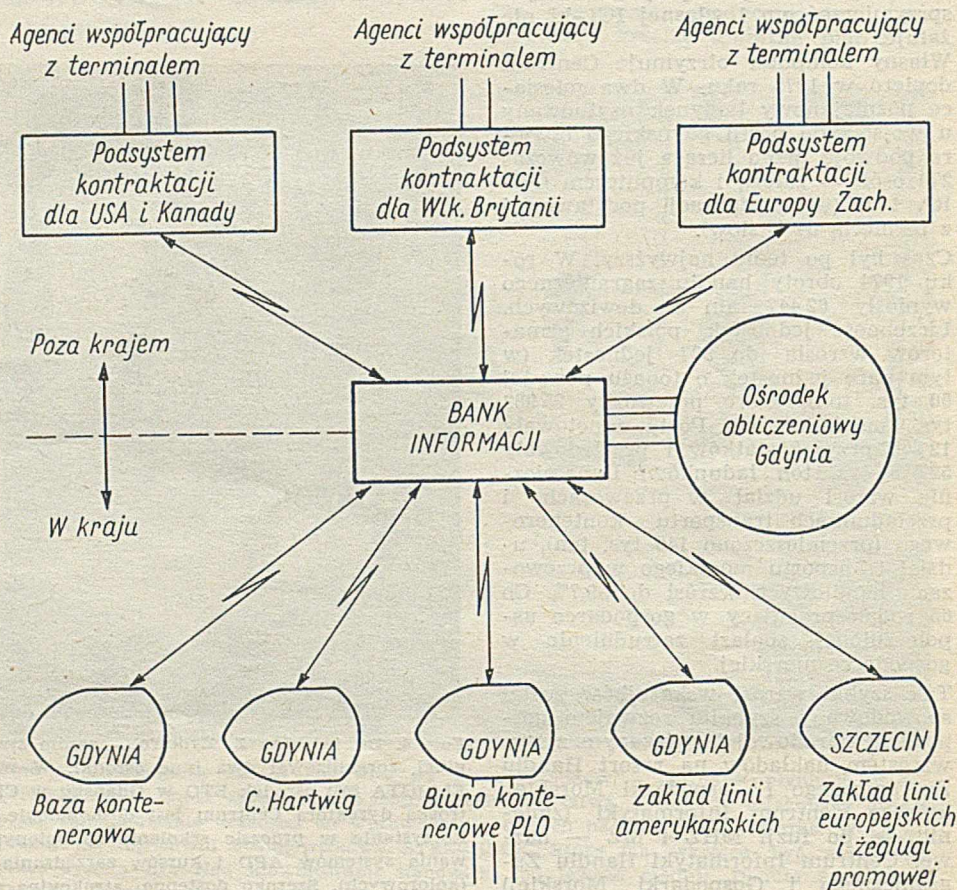 Agenci współpracujący
z terminalem
Agenci współpracujący
z terminalem
Agenci współpracujący
z terminalem
Podsystem
kontraktacji
dla USA i Kanady
Podsystem
kontraktacji
dla Wlk. Brytanii
Podsystem
kontraktacji
dla Europy Zach.
Poza krajem
BANK
INFORMACJI
Ośrodek
obliczeniowy
Gdynia
W kraju
GDYNIA
GDYNIA
GDYNIA
GDYNIA
SZCZECIN
Baza konte-
nerowa
C. Hartwig
Biuro konte-
nerowe PLO
Zakład linii
amerykańskich
Zakład linii
europejskich
i żeglugi
promowej